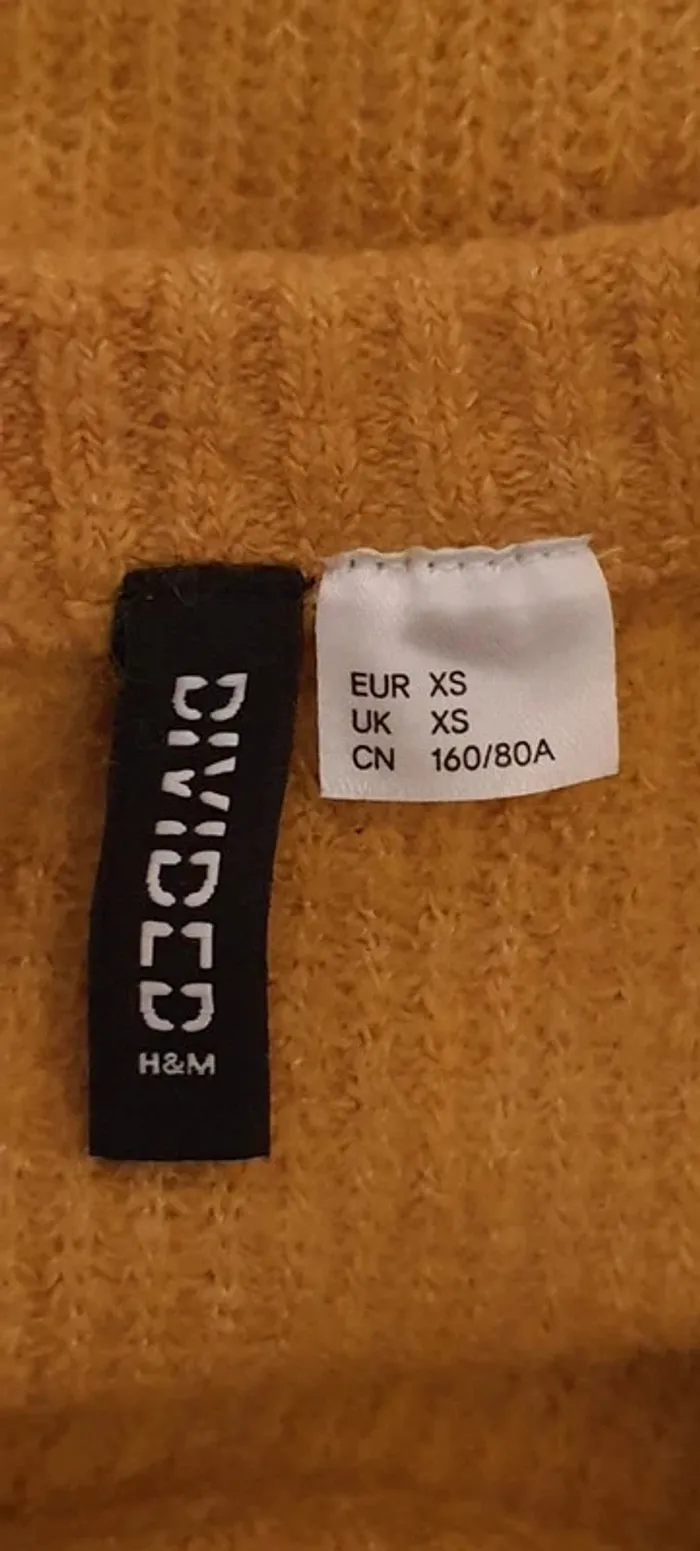 DIVIDED
H&M
EUR XS
UK XS
CN 160/80A